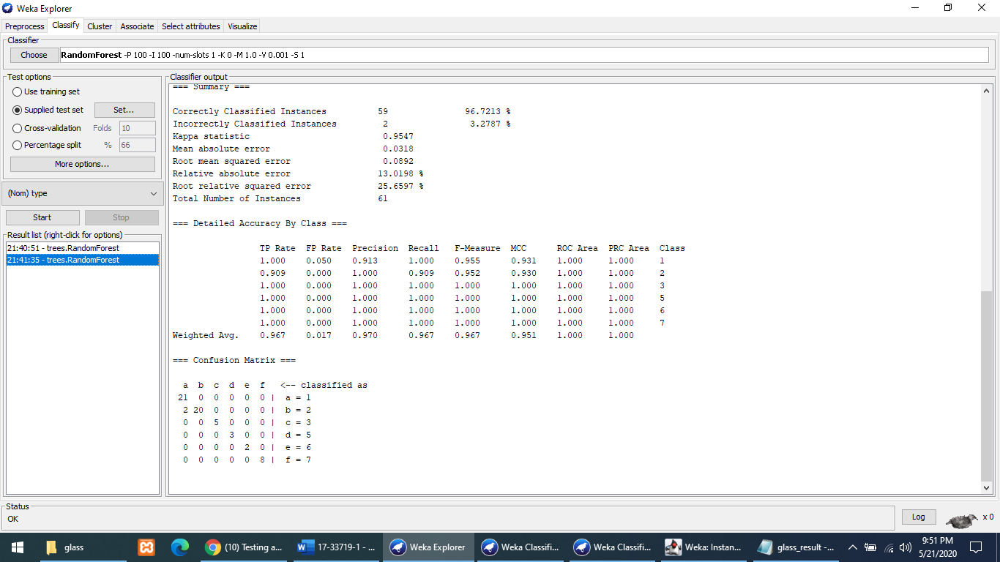 Weka Explorer
Preprocess Classify Cluster Associate Select attributes Visualize
Classifier
Choose RandomForest -P 100 -I 100 -num-slots 1 -K 0 -M 1.0 -V 0.001 -S 1
Test options
Use training set
Supplied test set Set...
Cross-validation Folds 10
Percentage split % 66
More options...
(Nom) type
Start Stop
Result list (right-click for options)
21:40:51 - trees.RandomForest
21:41:35 - trees.RandomForest
Classifier output
=== Summary ===
Correctly Classified Instances 59 96.7213 %
Incorrectly Classified Instances 2 3.2787 %
Kappa statistic 0.9547
Mean absolute error 0.0318
Root mean squared error 0.0892
Relative absolute error 13.0198 %
Root relative squared error 25.6597 %
Total Number of Instances 61
=== Detailed Accuracy By Class ===
TP Rate FP Rate Precision Recall F-Measure MCC ROC Area PRC Area Class
1.000 0.050 0.913 1.000 0.955 0.931 1.000 1.000 1
0.909 0.000 1.000 0.909 0.952 0.930 1.000 1.000 2
1.000 0.000 1.000 1.000 1.000 1.000 1.000 1.000 3
1.000 0.000 1.000 1.000 1.000 1.000 1.000 1.000 5
1.000 0.000 1.000 1.000 1.000 1.000 1.000 1.000 6
1.000 0.000 1.000 1.000 1.000 1.000 1.000 1.000 7
Weighted Avg. 0.967 0.017 0.970 0.967 0.967 0.951 1.000 1.000
=== Confusion Matrix ===
a b c d e f <-- classified as
21 0 0 0 0 0 | a = 1
2 20 0 0 0 0 | b = 2
0 0 5 0 0 0 | c = 3
0 0 0 3 0 0 | d = 5
0 0 0 0 2 0 | e = 6
0 0 0 0 0 8 | f = 7
Status
OK
Log x 0
glass (10) Testing a... 17-33719-1 - ... Weka Explorer Weka Classifi... Weka Classifi... Weka: Instan... glass_result -... 9:51 PM
5/21/2020